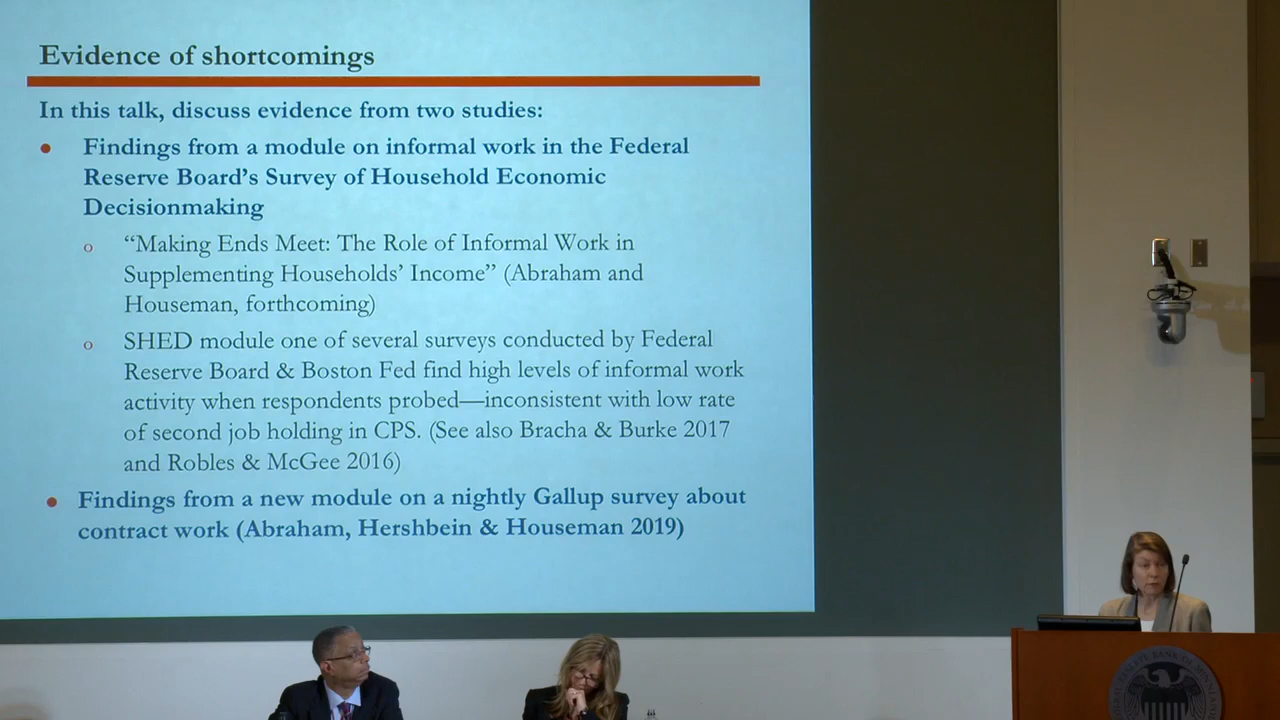 Evidence of shortcomings
In this talk, discuss evidence from two studies:
• Findings from a module on informal work in the Federal
Reserve Board’s Survey of Household Economic
Decisionmaking
o “Making Ends Meet: The Role of Informal Work in
Supplementing Households’ Income” (Abraham and
Houseman, forthcoming)
o SHED module one of several surveys conducted by Federal
Reserve Board & Boston Fed find high levels of informal work
activity when respondents probed—inconsistent with low rate
of second job holding in CPS. (See also Bracha & Burke 2017
and Robles & McGee 2016)
• Findings from a new module on a nightly Gallup survey about
contract work (Abraham, Hershbein & Houseman 2019)